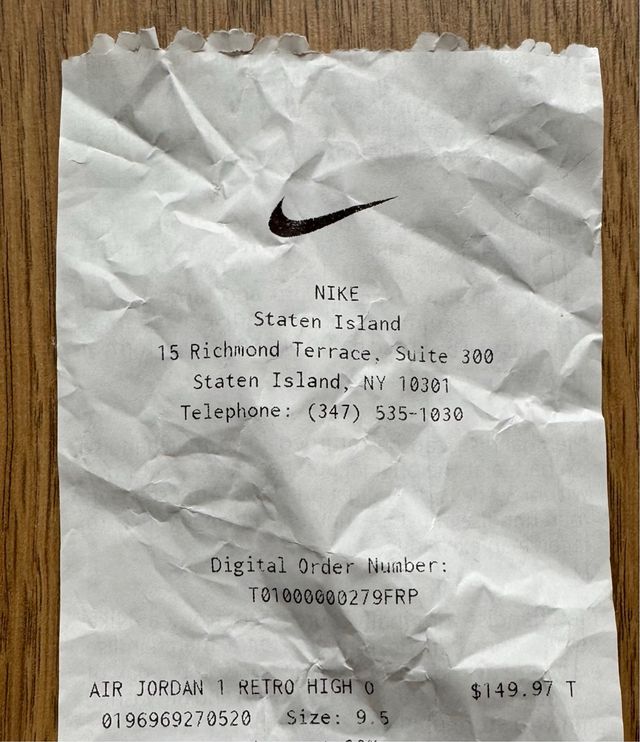 NIKE
Staten Island
15 Richmond Terrace, Suite 300
Staten Island, NY 10301
Telephone: (347) 535-1030
Digital Order Number:
T01000000279FRP
AIR JORDAN 1 RETRO HIGH O $149.97 T
0196969270520 Size: 9.5